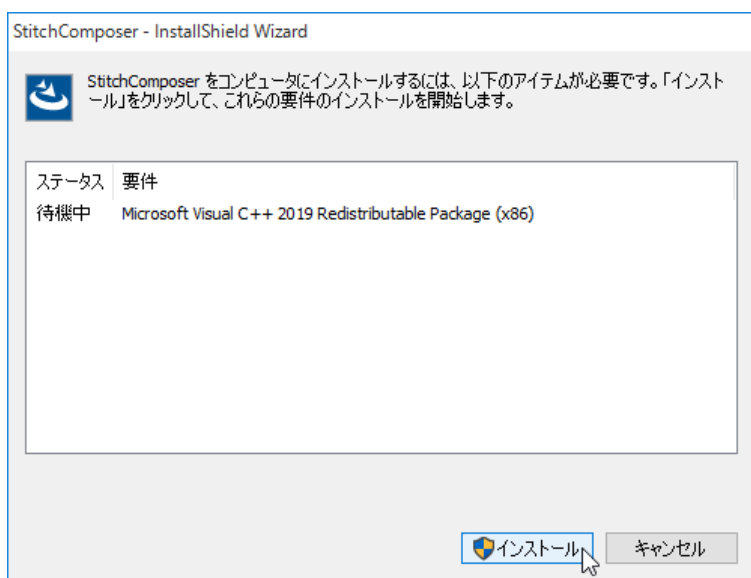 StitchComposer - InstallShield Wizard
StitchComposer をコンピュータにインストールするには、以下のアイテムが必要です。「インスト
ール」をクリックして、これらの要件のインストールを開始します。
ステータス 要件
待機中 Microsoft Visual C++ 2019 Redistributable Package (x86)
インストール キャンセル